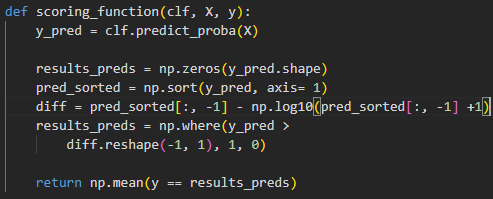 def scoring_function(clf, X, y):
    y_pred = clf.predict_proba(X)

    results_preds = np.zeros(y_pred.shape)
    pred_sorted = np.sort(y_pred, axis= 1)
    diff = pred_sorted[:, -1] - np.log10(pred_sorted[:, -1] +1)
    results_preds = np.where(y_pred >
        diff.reshape(-1, 1), 1, 0)

    return np.mean(y == results_preds)